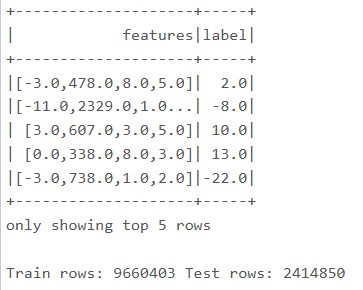 +--------------------+-----+
|            features|label|
+--------------------+-----+
|[-3.0,478.0,8.0,5.0]|  2.0|
|[-11.0,2329.0,1.0...| -8.0|
| [3.0,607.0,3.0,5.0]| 10.0|
| [0.0,338.0,8.0,3.0]| 13.0|
|[-3.0,738.0,1.0,2.0]|-22.0|
+--------------------+-----+
only showing top 5 rows
Train rows: 9660403 Test rows: 2414850